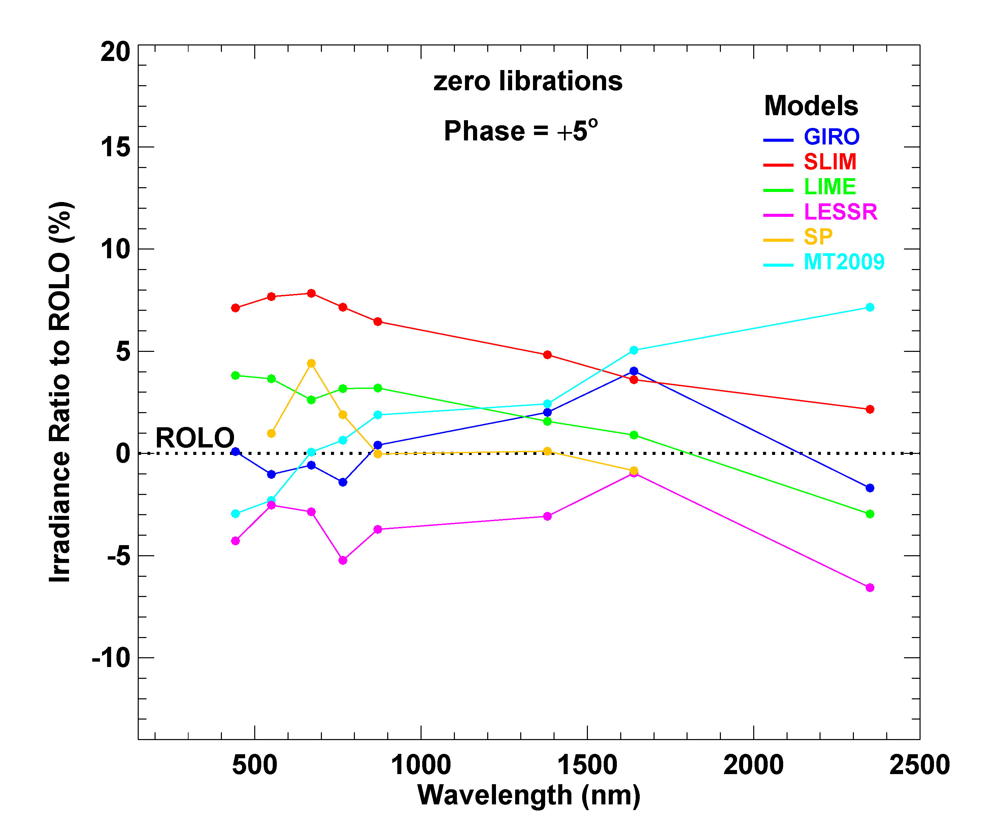 20
15
10
5
0
-5
-10
Irradiance Ratio to ROLO (%)
zero librations
Phase = +5°
Models
GIRO
SLIM
LIME
LESSR
SP
MT2009
ROLO
500 1000 1500 2000 2500
Wavelength (nm)